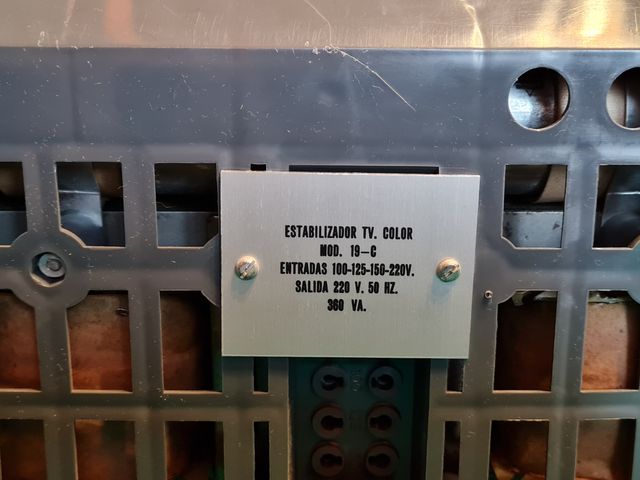 ESTABILIZADOR TV. COLOR
MOD. 19-C
ENTRADAS 100-125-150-220V.
SALIDA 220 V. 50 HZ.
360 VA.